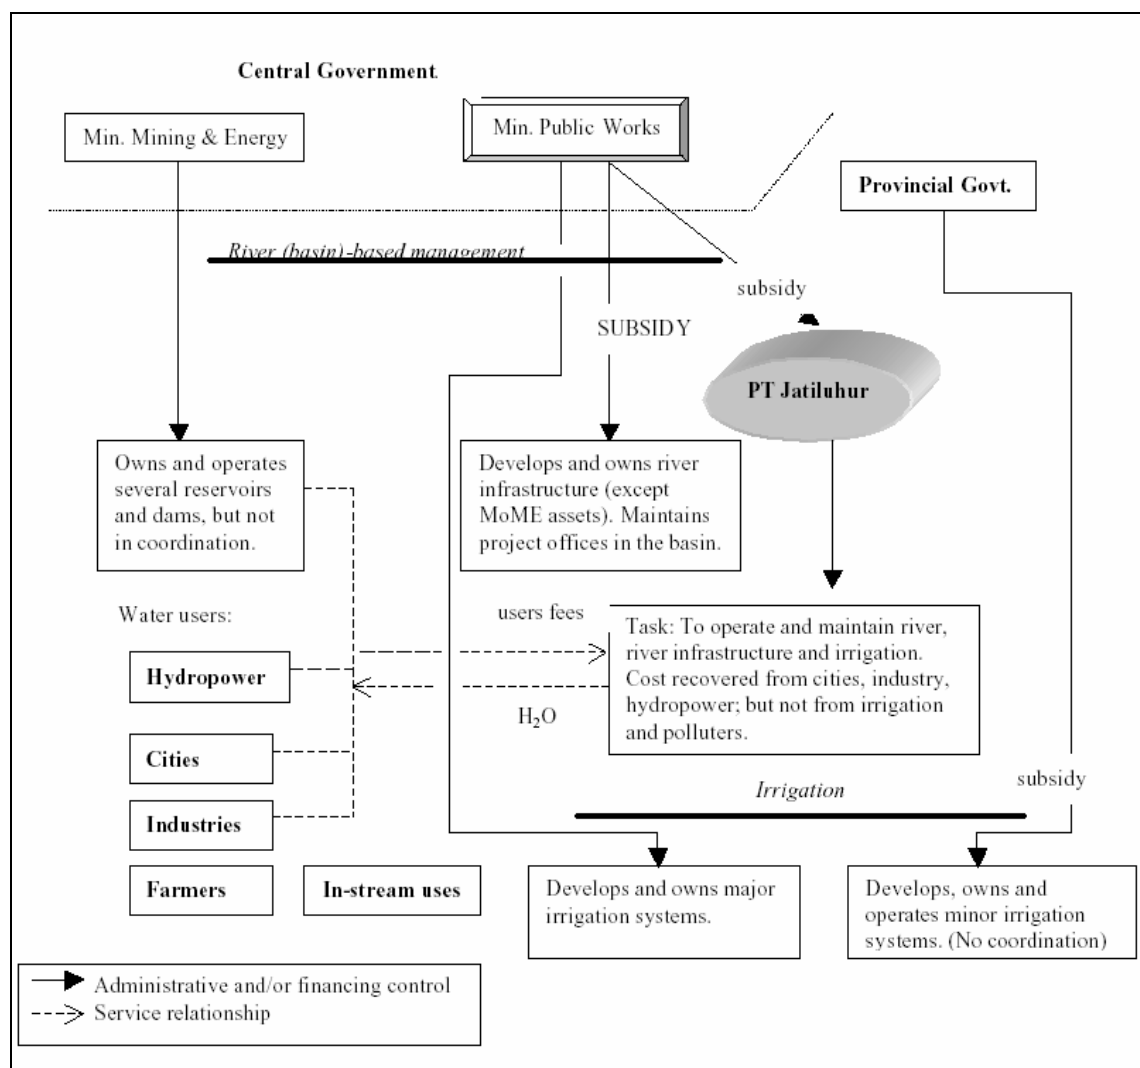 Central Government.
Min. Mining & Energy
Min. Public Works
Provincial Govt.
River (basin)-based management
subsidy
SUBSIDY
PT Jatiluhur
Owns and operates
several reservoirs
and dams, but not
in coordination.
Develops and owns river
infrastructure (except
MoME assets). Maintains
project offices in the basin.
Water users:
users fees
Task: To operate and maintain river,
river infrastructure and irrigation.
Cost recovered from cities, industry,
hydropower; but not from irrigation
and polluters.
Hydropower
H₂O
Cities
Irrigation
subsidy
Industries
Farmers
In-stream uses
Develops and owns major
irrigation systems.
Develops, owns and
operates minor irrigation
systems. (No coordination)
Administrative and/or financing control
Service relationship